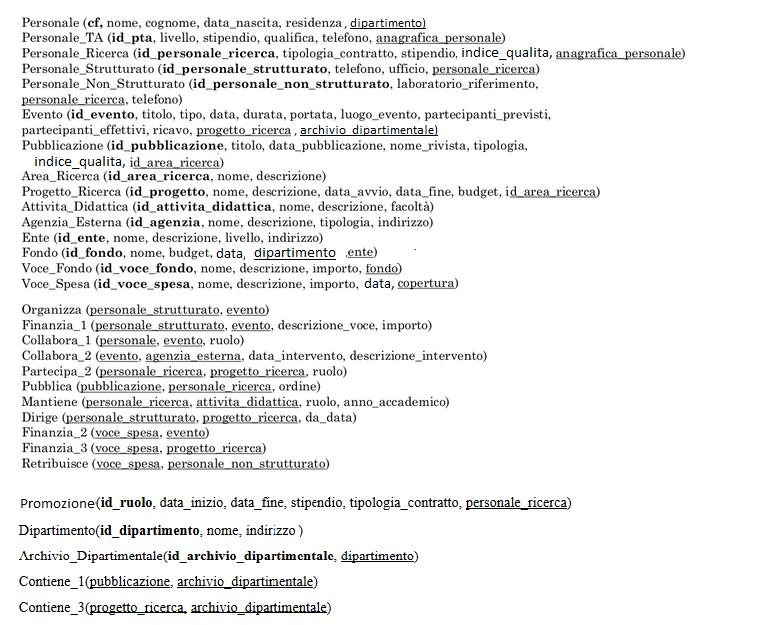 Personale (cf, nome, cognome, data_nascita, residenza, dipartimento)
Personale_TA (id_pta, livello, stipendio, qualifica, telefono, anagrafica_personale)
Personale_Ricerca (id_personale_ricerca, tipologia_contratto, stipendio, indice_qualita, anagrafica_personale)
Personale_Strutturato (id_personale_strutturato, telefono, ufficio, personale_ricerca)
Personale_Non_Strutturato (id_personale_non_strutturato, laboratorio_riferimento,
personale_ricerca, telefono)
Evento (id_evento, titolo, tipo, data, durata, portata, luogo_evento, partecipanti_previsti,
partecipanti_effettivi, ricavo, progetto_ricerca , archivio_dipartimentale)
Pubblicazione (id_pubblicazione, titolo, data_pubblicazione, nome_rivista, tipologia,
indice_qualita, id_area_ricerca)
Area_Ricerca (id_area_ricerca, nome, descrizione)
Progetto_Ricerca (id_progetto, nome, descrizione, data_avvio, data_fine, budget, id_area_ricerca)
Attivita_Didattica (id_attivita_didattica, nome, descrizione, facoltà)
Agenzia_Esterna (id_agenzia, nome, descrizione, tipologia, indirizzo)
Ente (id_ente, nome, descrizione, livello, indirizzo)
Fondo (id_fondo, nome, budget, data, dipartimento ,ente)
Voce_Fondo (id_voce_fondo, nome, descrizione, importo, fondo)
Voce_Spesa (id_voce_spesa, nome, descrizione, importo, data, copertura)
Organizza (personale_strutturato, evento)
Finanzia_1 (personale_strutturato, evento, descrizione_voce, importo)
Collabora_1 (personale, evento, ruolo)
Collabora_2 (evento, agenzia_esterna, data_intervento, descrizione_intervento)
Partecipa_2 (personale_ricerca, progetto_ricerca, ruolo)
Pubblica (pubblicazione, personale_ricerca, ordine)
Mantiene (personale_ricerca, attivita_didattica, ruolo, anno_accademico)
Dirige (personale_strutturato, progetto_ricerca, da_data)
Finanzia_2 (voce_spesa, evento)
Finanzia_3 (voce_spesa, progetto_ricerca)
Retribuisce (voce_spesa, personale_non_strutturato)
Promozione(id_ruolo, data_inizio, data_fine, stipendio, tipologia_contratto, personale_ricerca)
Dipartimento(id_dipartimento, nome, indirizzo )
Archivio_Dipartimentale(id_archivio_dipartimentale, dipartimento)
Contiene_1(pubblicazione, archivio_dipartimentale)
Contiene_3(progetto_ricerca, archivio_dipartimentale)